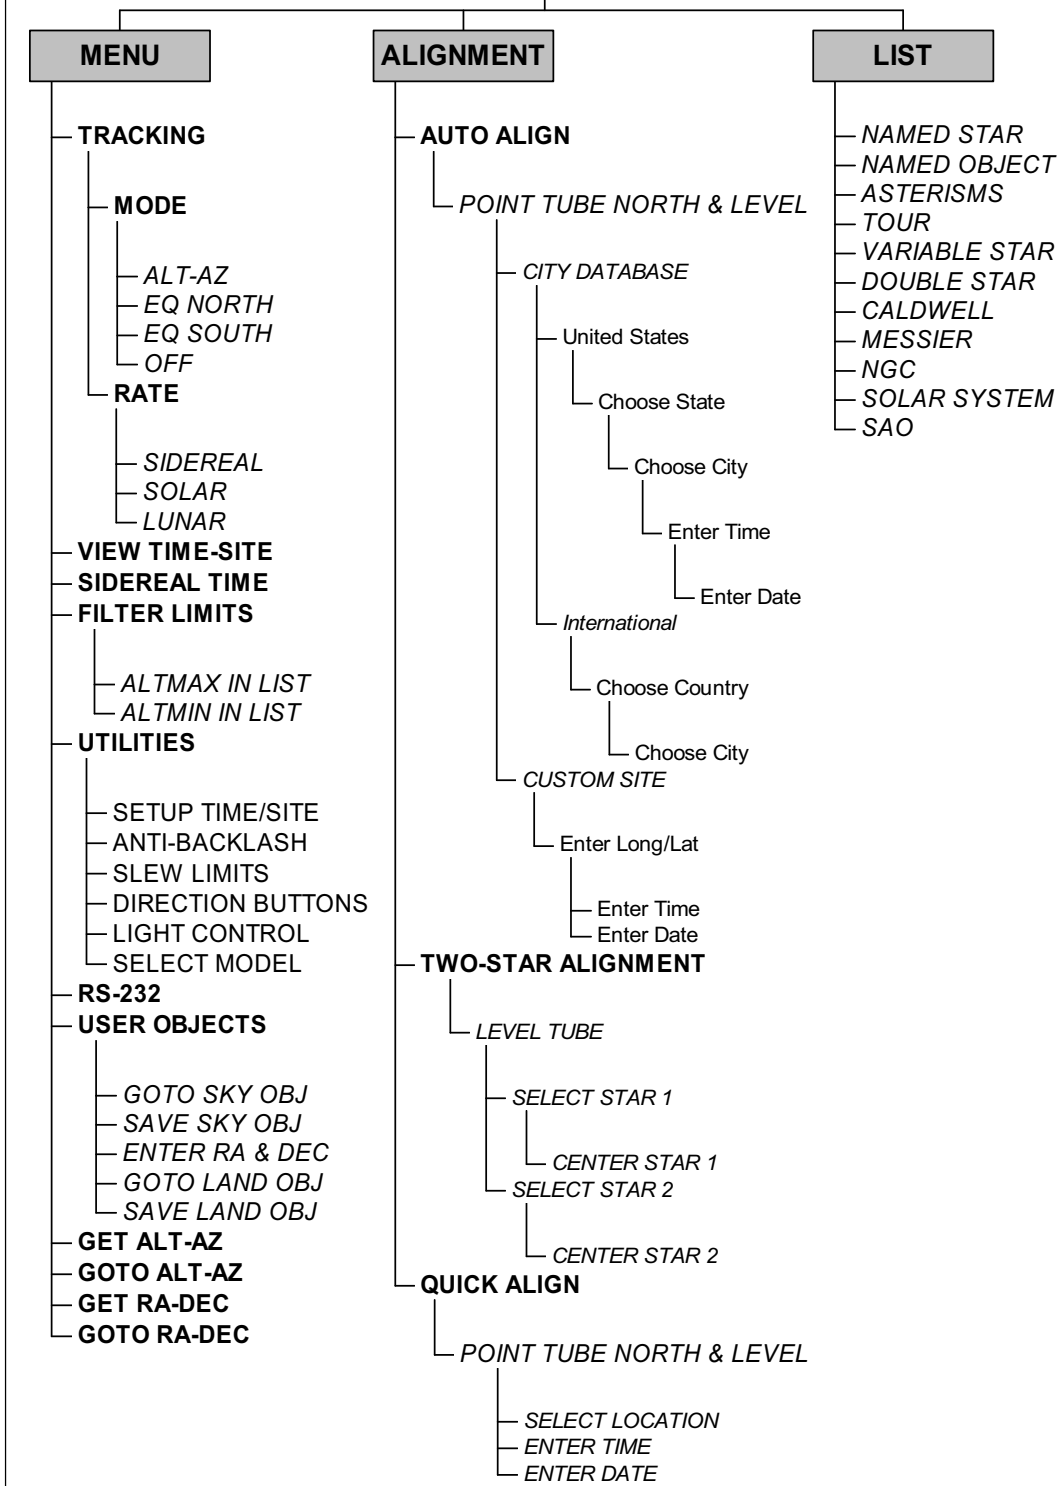 MENU
TRACKING
MODE
ALT-AZ
EQ NORTH
EQ SOUTH
OFF
RATE
SIDEREAL
SOLAR
LUNAR
VIEW TIME-SITE
SIDEREAL TIME
FILTER LIMITS
ALTMAX IN LIST
ALTMIN IN LIST
UTILITIES
SETUP TIME/SITE
ANTI-BACKLASH
SLEW LIMITS
DIRECTION BUTTONS
LIGHT CONTROL
SELECT MODEL
RS-232
USER OBJECTS
GOTO SKY OBJ
SAVE SKY OBJ
ENTER RA & DEC
GOTO LAND OBJ
SAVE LAND OBJ
GET ALT-AZ
GOTO ALT-AZ
GET RA-DEC
GOTO RA-DEC
ALIGNMENT
AUTO ALIGN
POINT TUBE NORTH & LEVEL
CITY DATABASE
United States
Choose State
Choose City
Enter Time
Enter Date
International
Choose Country
Choose City
CUSTOM SITE
Enter Long/Lat
Enter Time
Enter Date
TWO-STAR ALIGNMENT
LEVEL TUBE
SELECT STAR 1
CENTER STAR 1
SELECT STAR 2
CENTER STAR 2
QUICK ALIGN
POINT TUBE NORTH & LEVEL
SELECT LOCATION
ENTER TIME
ENTER DATE
LIST
NAMED STAR
NAMED OBJECT
ASTERISMS
TOUR
VARIABLE STAR
DOUBLE STAR
CALDWELL
MESSIER
NGC
SOLAR SYSTEM
SAO